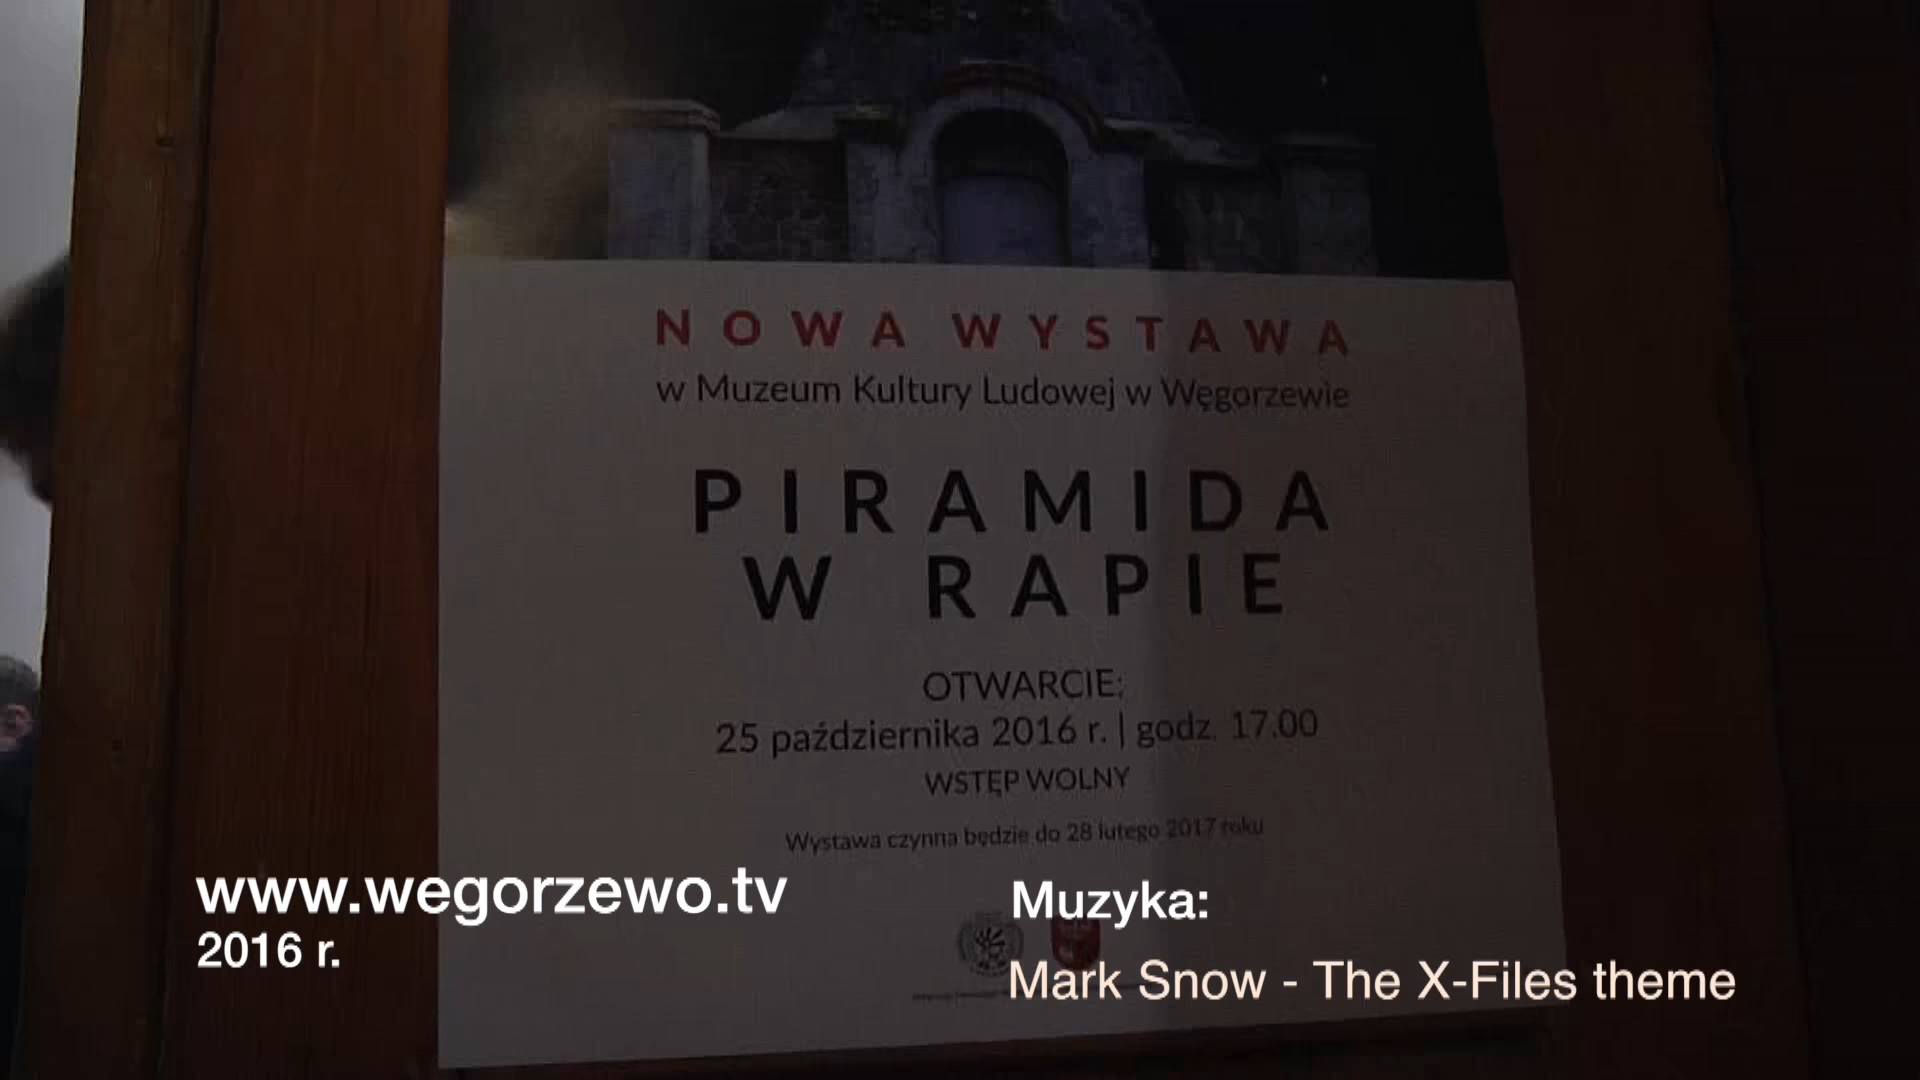 NOWA WYSTAWA
w Muzeum Kultury Ludowej w Węgorzewie
PIRAMIDA
W RAPIE
OTWARCIE:
25 października 2016 r. | godz. 17.00
WSTĘP WOLNY
Wystawa czynna będzie do 28 lutego 2017 roku
www.wegorzewo.tv
2016 r.
Muzyka:
Mark Snow - The X-Files theme